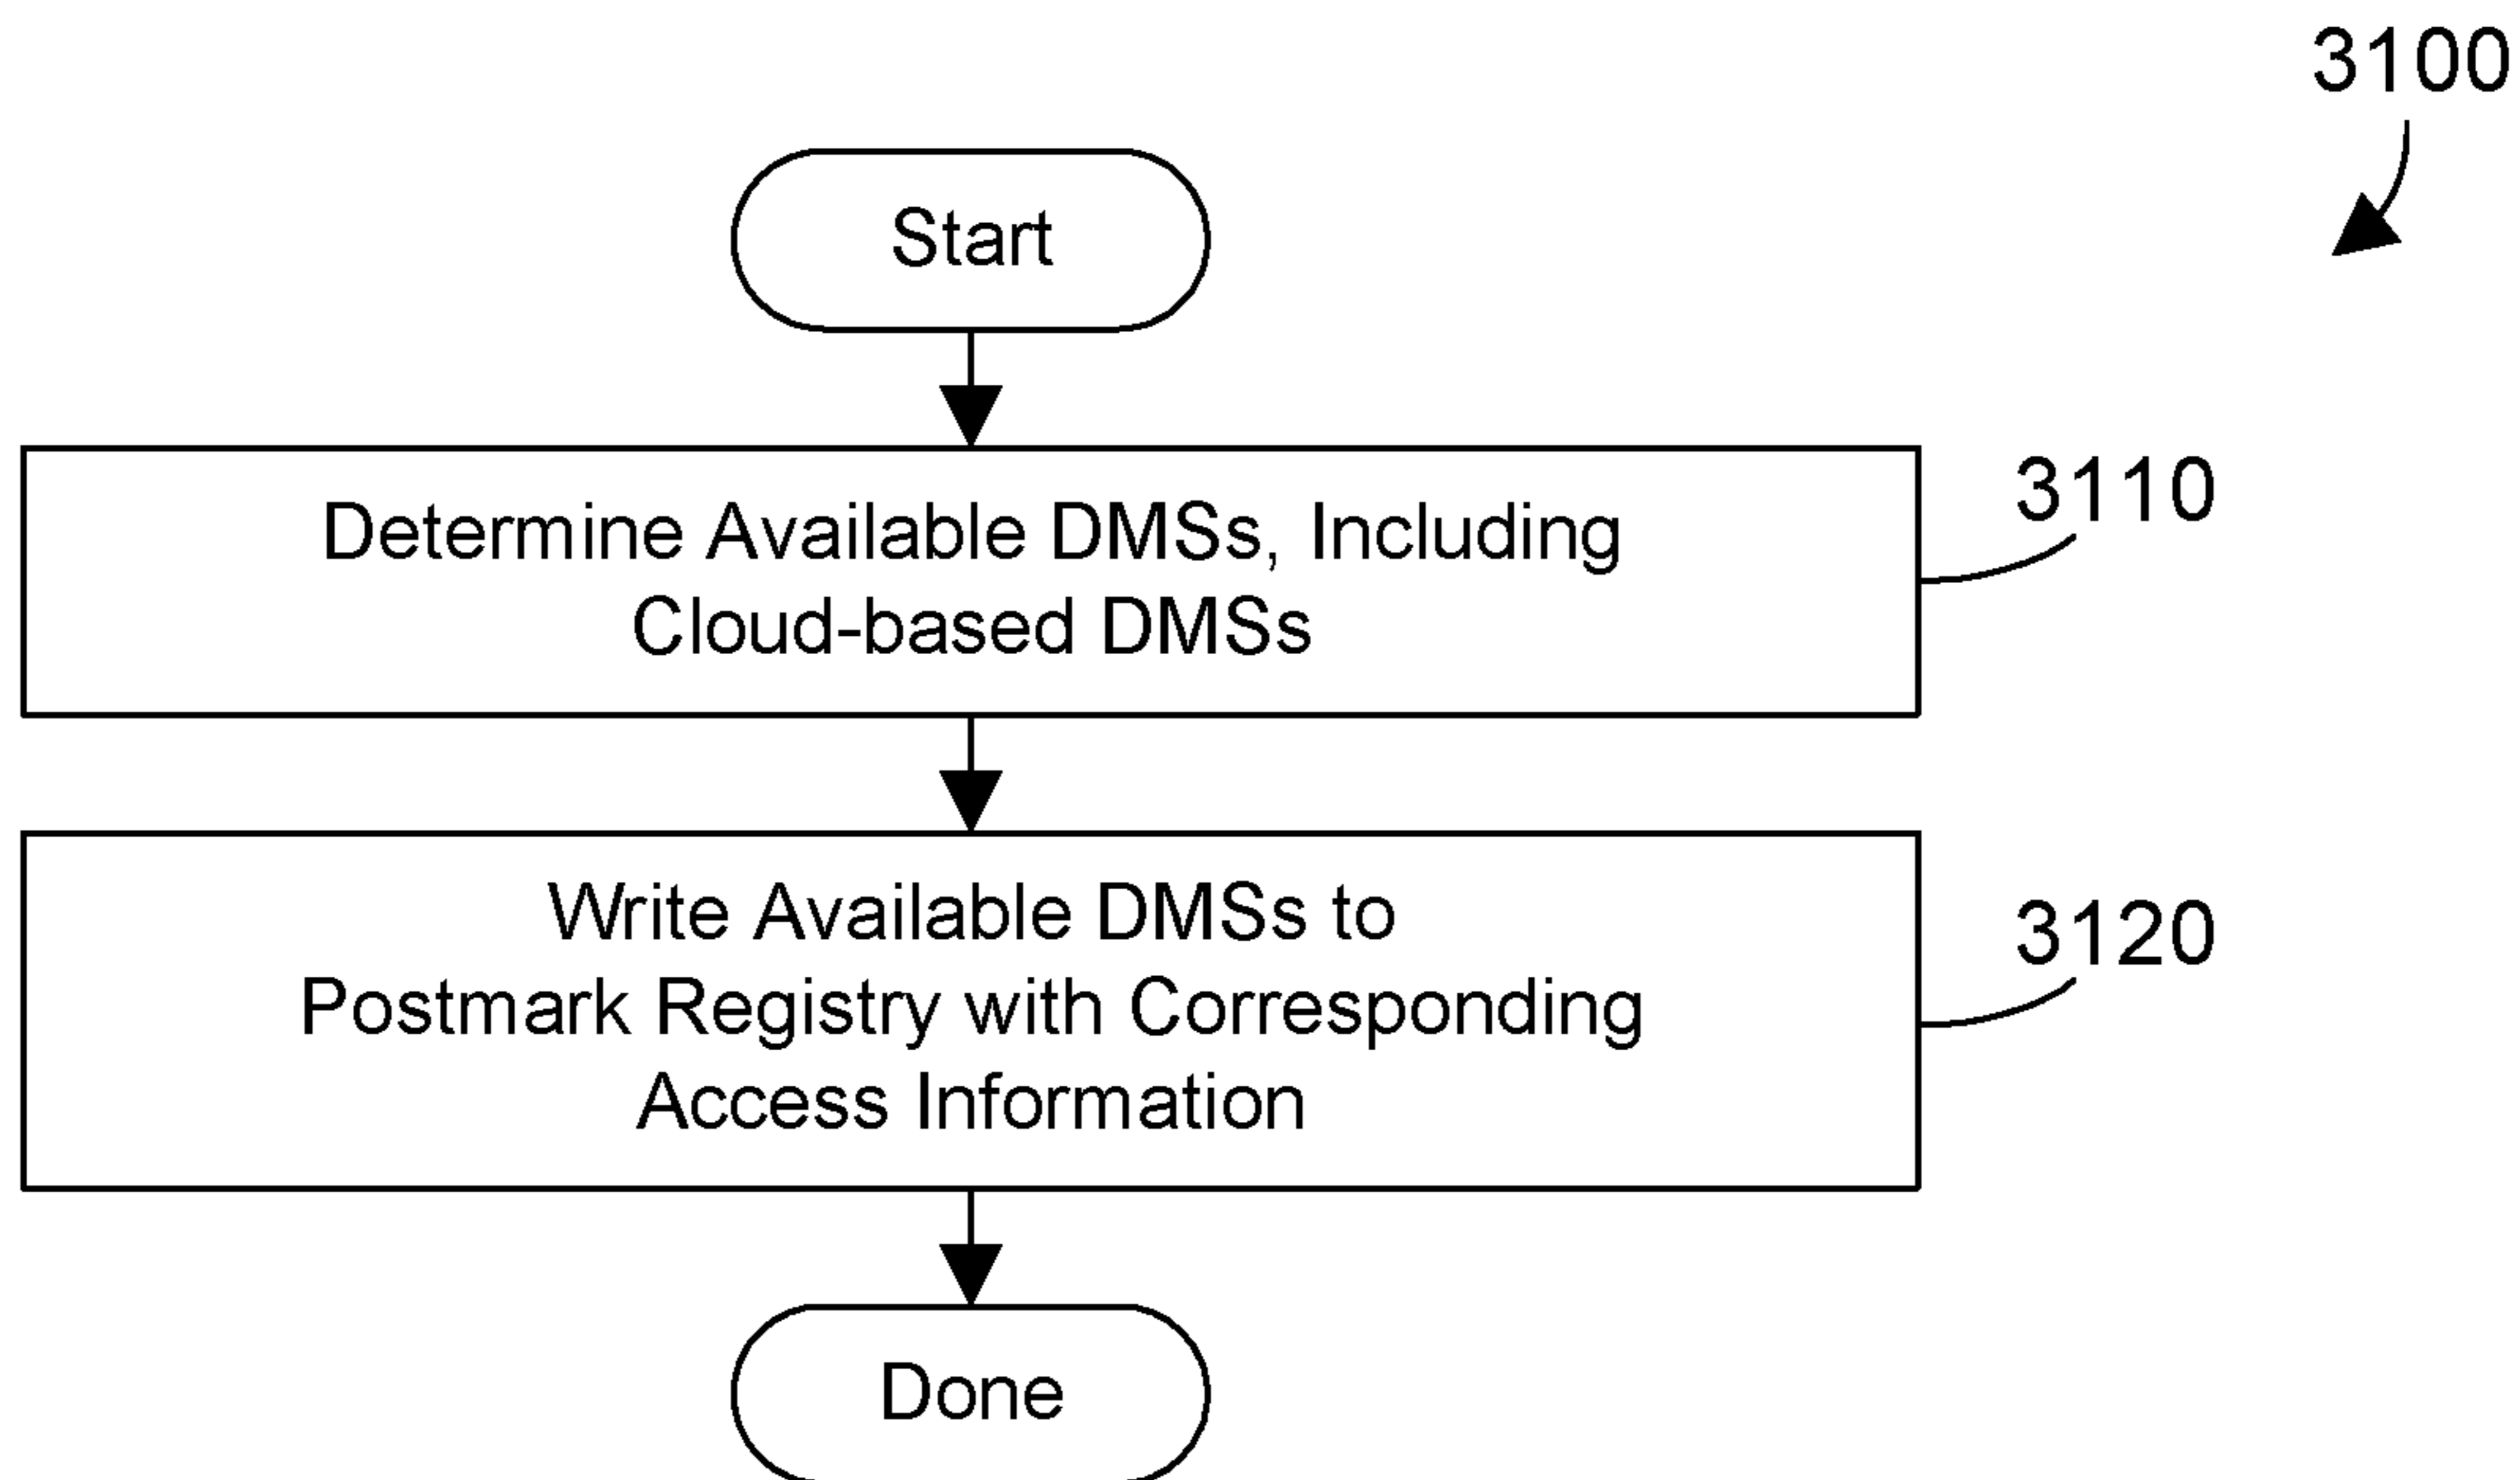 3100
Start
Determine Available DMSs, Including
Cloud-based DMSs
3110
Write Available DMSs to
Postmark Registry with Corresponding
Access Information
3120
Done